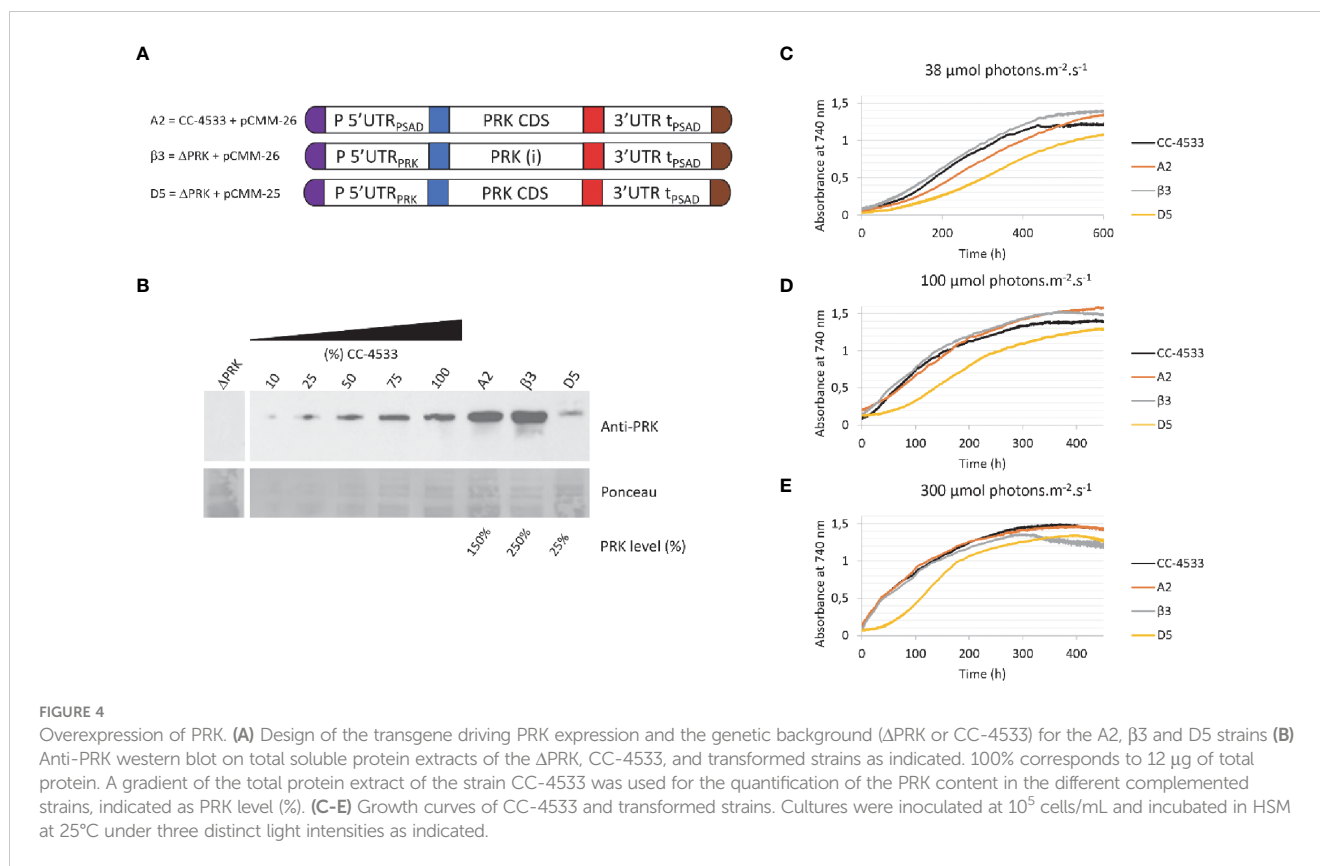 A
A2 = CC-4533 + pCMM-26
P 5'UTR PSAD
PRK CDS
3'UTR t PSAD
β3 = ΔPRK + pCMM-26
P 5'UTR PRK
PRK (i)
3'UTR t PSAD
D5 = ΔPRK + pCMM-25
P 5'UTR PRK
PRK CDS
3'UTR t PSAD
B
(%) CC-4533
ΔPRK 10 25 50 75 100 A2 β3 D5
Anti-PRK
Ponceau
150% 250% 25% PRK level (%)
C
38 µmol photons.m-2.s-1
Absorbrance at 740 nm
1,5
1
0,5
0
0 200 400 600
Time (h)
CC-4533
A2
β3
D5
D
100 µmol photons.m-2.s-1
Absorbance at 740 nm
1,5
1
0,5
0
0 100 200 300 400
Time (h)
CC-4533
A2
β3
D5
E
300 µmol photons.m-2.s-1
Absorbance at 740 nm
1,5
1
0,5
0
0 100 200 300 400
Time (h)
CC-4533
A2
β3
D5
FIGURE 4
Overexpression of PRK. (A) Design of the transgene driving PRK expression and the genetic background (ΔPRK or CC-4533) for the A2, β3 and D5 strains (B)
Anti-PRK western blot on total soluble protein extracts of the ΔPRK, CC-4533, and transformed strains as indicated. 100% corresponds to 12 µg of total
protein. A gradient of the total protein extract of the strain CC-4533 was used for the quantification of the PRK content in the different complemented
strains, indicated as PRK level (%). (C-E) Growth curves of CC-4533 and transformed strains. Cultures were inoculated at 10⁵ cells/mL and incubated in HSM
at 25°C under three distinct light intensities as indicated.